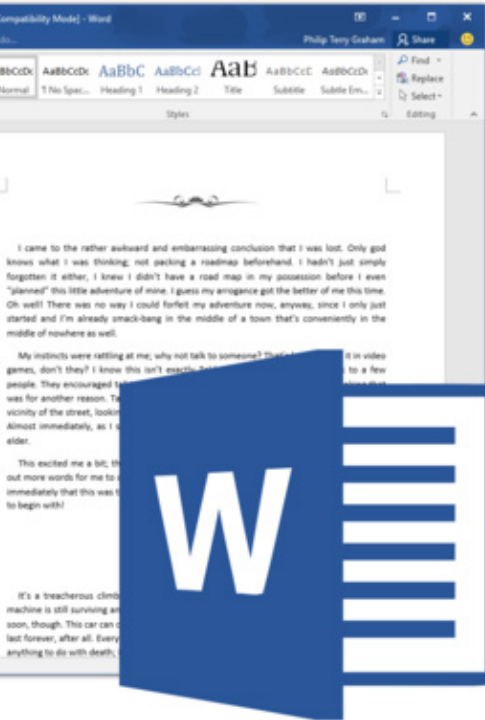 Compatibility Mode] - Word
do...
Philip Terry Graham
Share
BbCcDc AaBbCcDc AaBbC AaBbCcl AaB AaBbCcD AaBbCcDc
Normal ¶ No Spac... Heading 1 Heading 2 Title Subtitle Subtle Em...
Find
Replace
Select
Styles
Editing
I came to the rather awkward and embarrassing conclusion that I was lost. Only god
knows what I was thinking; not packing a roadmap beforehand. I hadn't just simply
forgotten it either, I knew I didn't have a road map in my possession before I even
"planned" this little adventure of mine. I guess my arrogance got the better of me this time.
Oh well! There was no way I could forfeit my adventure now, anyway, since I only just
started and I'm already smack-bang in the middle of a town that's conveniently in the
middle of nowhere as well.
My instincts were rattling at me; why not talk to someone? it in video
games, don't they? I know this isn't exactly to a few
people. They encouraged
was for another reason.
vicinity of the street,
Almost immediately, as I
elder.
This excited me a bit;
out more words for me to
immediately that this was
to begin with!
It's a treacherous climb
machine is still surviving
soon, though. This car can
last forever, after all.
anything to do with death;
W